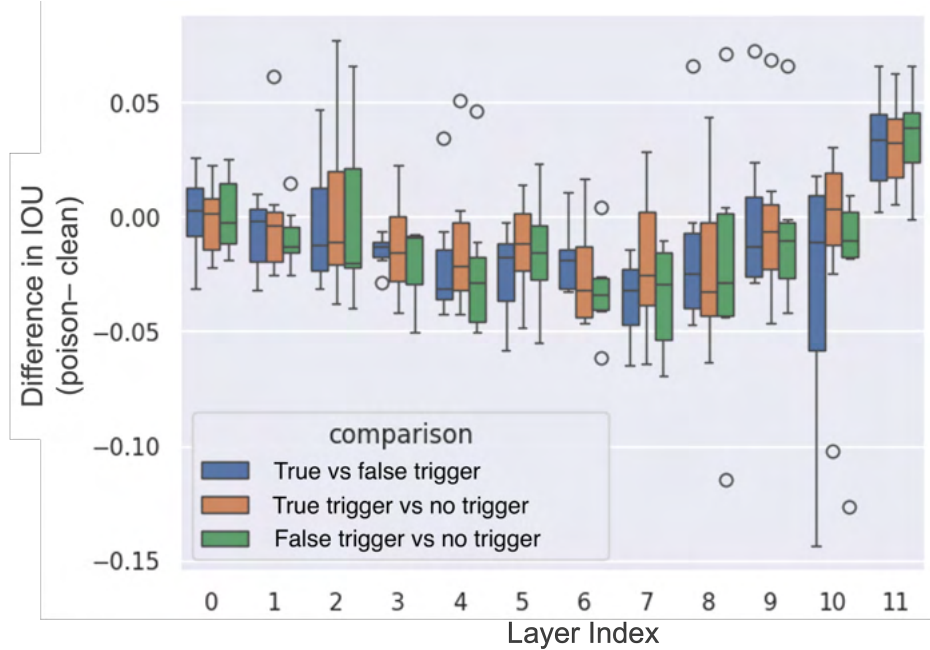 Difference in IOU
(poison– clean)
0.05
0.00
−0.05
−0.10
−0.15
comparison
True vs false trigger
True trigger vs no trigger
False trigger vs no trigger
0 1 2 3 4 5 6 7 8 9 10 11
Layer Index